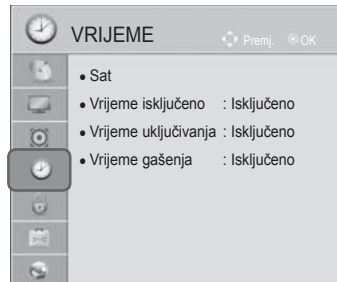 VRIJEME Premj. OK
• Sat
• Vrijeme isključeno : Isključeno
• Vrijeme uključivanja : Isključeno
• Vrijeme gašenja : Isključeno